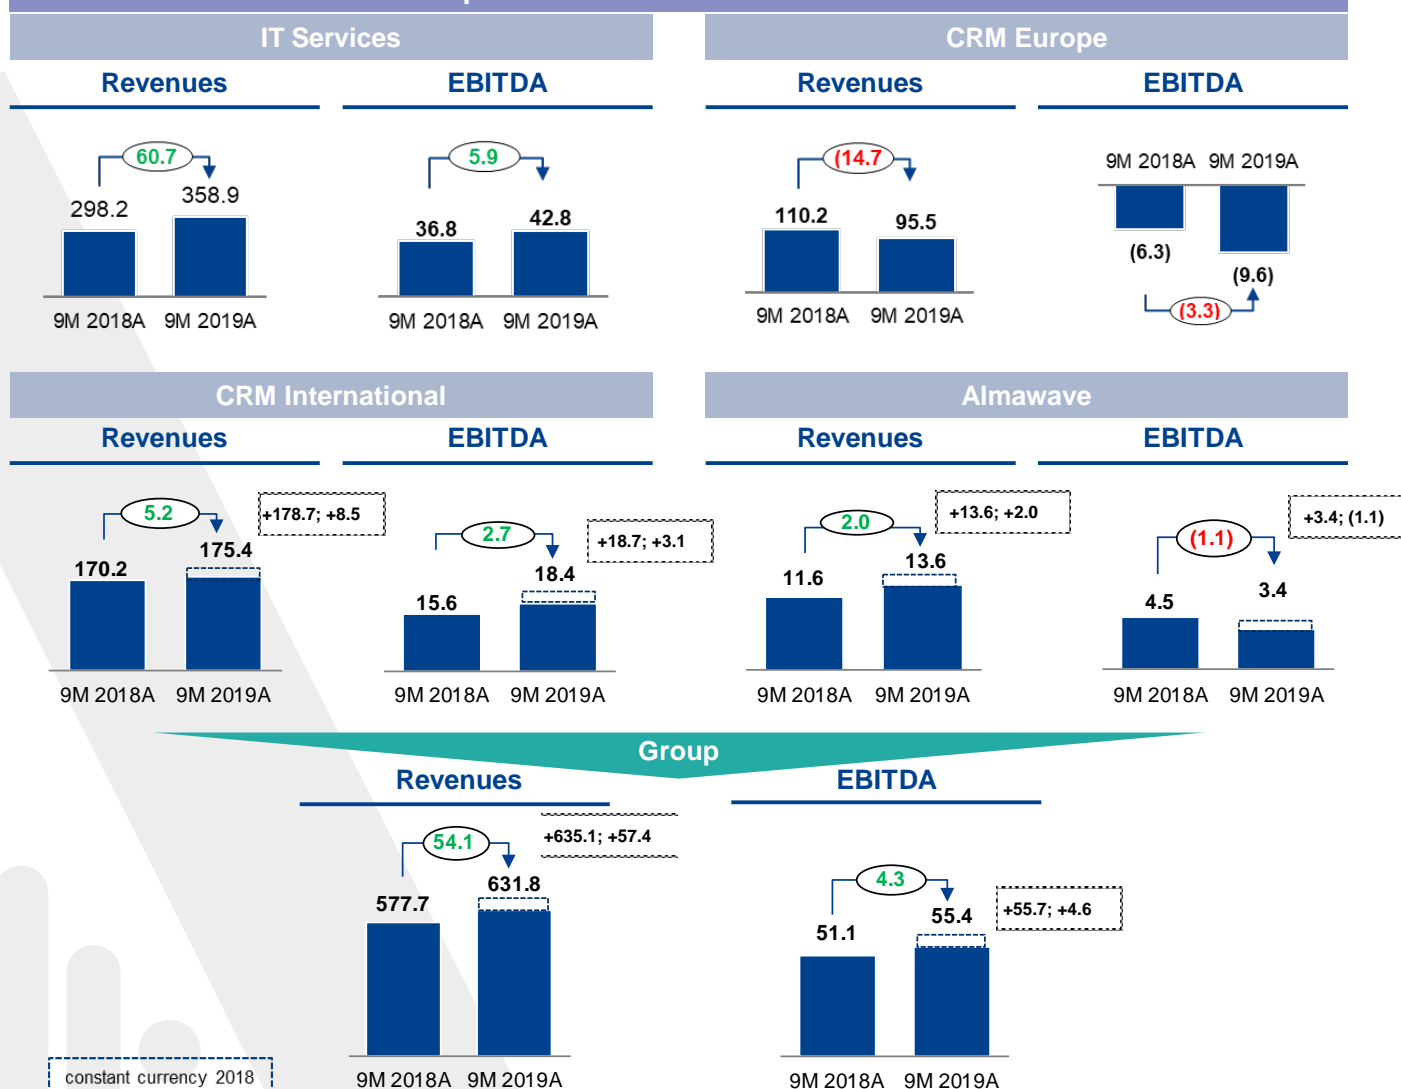 IT Services
CRM Europe
Revenues
EBITDA
Revenues
EBITDA
60.7
298.2
358.9
9M 2018A 9M 2019A
5.9
36.8
42.8
9M 2018A 9M 2019A
(14.7
110.2
95.5
9M 2018A 9M 2019A
9M 2018A 9M 2019A
(6.3)
(9.6)
(3.3)
CRM International
Almawave
Revenues
EBITDA
Revenues
EBITDA
5.2
+178.7; +8.5
170.2
175.4
9M 2018A 9M 2019A
2.7
+18.7; +3.1
15.6
18.4
9M 2018A 9M 2019A
2.0
+13.6; +2.0
11.6
13.6
9M 2018A 9M 2019A
(1.1)
+3.4; (1.1)
4.5
3.4
9M 2018A 9M 2019A
Group
Revenues
EBITDA
54.1
+635.1; +57.4
577.7
631.8
9M 2018A 9M 2019A
4.3
+55.7; +4.6
51.1
55.4
9M 2018A 9M 2019A
constant currency 2018